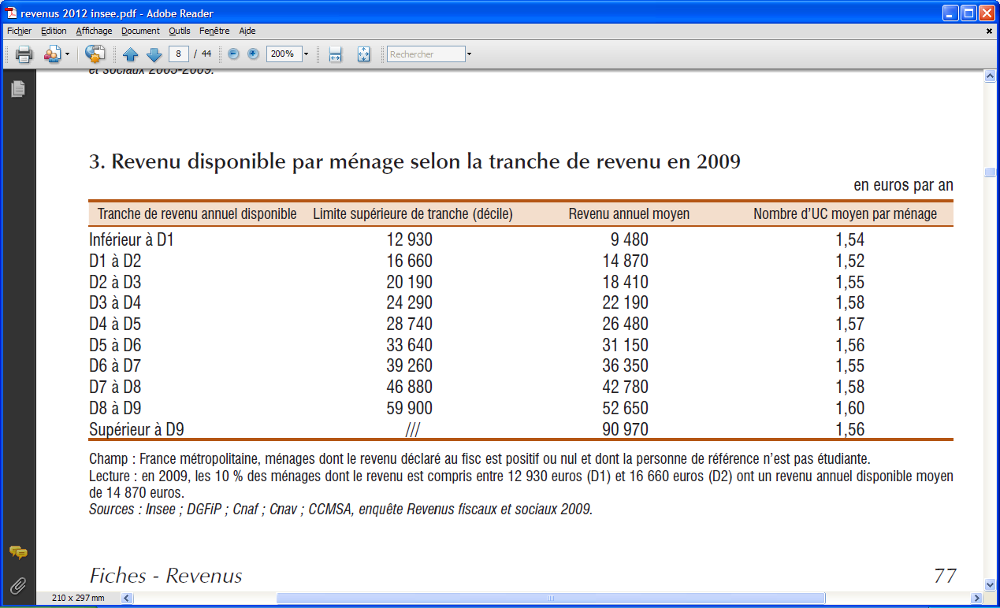 revenus 2012 insee.pdf - Adobe Reader
Fichier Edition Affichage Document Outils Fenêtre Aide
8 / 44 200% Rechercher
et sociaux 2005-2009.
3. Revenu disponible par ménage selon la tranche de revenu en 2009
en euros par an
Tranche de revenu annuel disponible Limite supérieure de tranche (décile) Revenu annuel moyen Nombre d'UC moyen par ménage
Inférieur à D1 12 930 9 480 1,54
D1 à D2 16 660 14 870 1,52
D2 à D3 20 190 18 410 1,55
D3 à D4 24 290 22 190 1,58
D4 à D5 28 740 26 480 1,57
D5 à D6 33 640 31 150 1,56
D6 à D7 39 260 36 350 1,55
D7 à D8 46 880 42 780 1,58
D8 à D9 59 900 52 650 1,60
Supérieur à D9 /// 90 970 1,56
Champ : France métropolitaine, ménages dont le revenu déclaré au fisc est positif ou nul et dont la personne de référence n'est pas étudiante.
Lecture : en 2009, les 10 % des ménages dont le revenu est compris entre 12 930 euros (D1) et 16 660 euros (D2) ont un revenu annuel disponible moyen
de 14 870 euros.
Sources : Insee ; DGFiP ; Cnaf ; Cnav ; CCMSA, enquête Revenus fiscaux et sociaux 2009.
Fiches - Revenus 77
210 x 297 mm